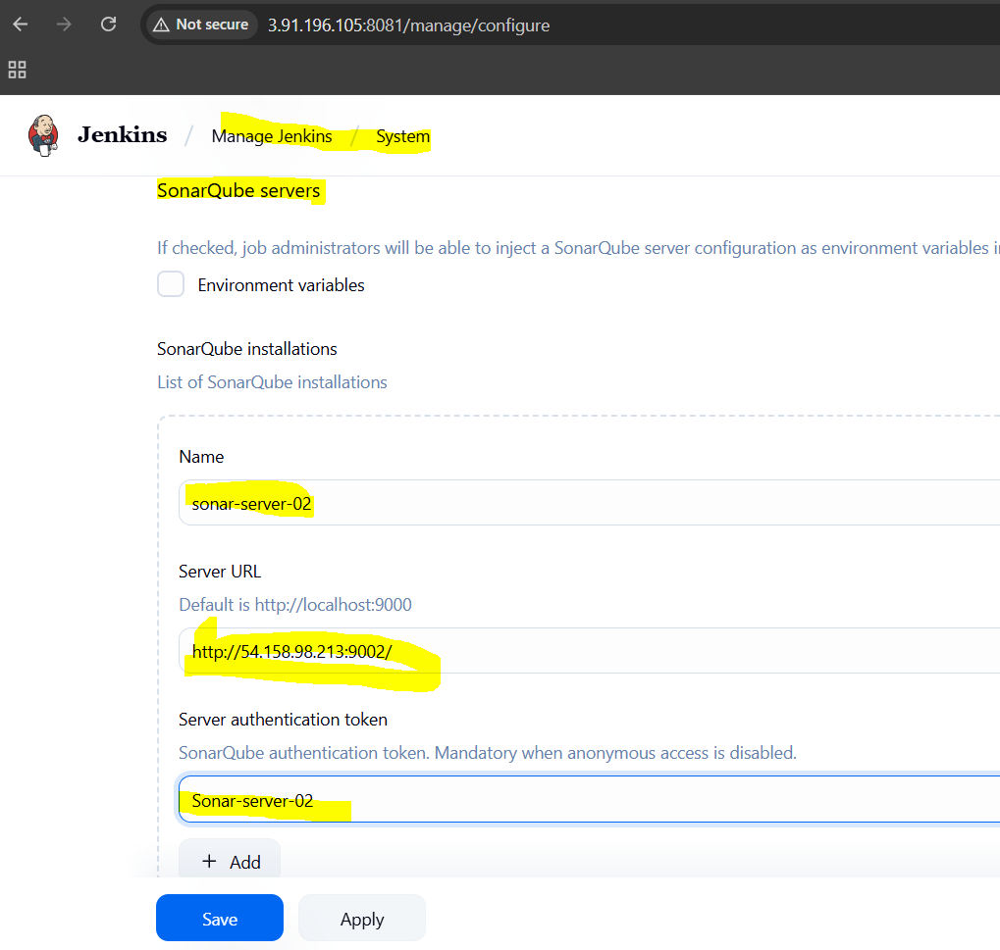 Not secure 3.91.196.105:8081/manage/configure
Jenkins / Manage Jenkins / System
SonarQube servers
If checked, job administrators will be able to inject a SonarQube server configuration as environment variables i
Environment variables
SonarQube installations
List of SonarQube installations
Name
sonar-server-02
Server URL
Default is http://localhost:9000
http://54.158.98.213:9002/
Server authentication token
SonarQube authentication token. Mandatory when anonymous access is disabled.
Sonar-server-02
+ Add
Save Apply